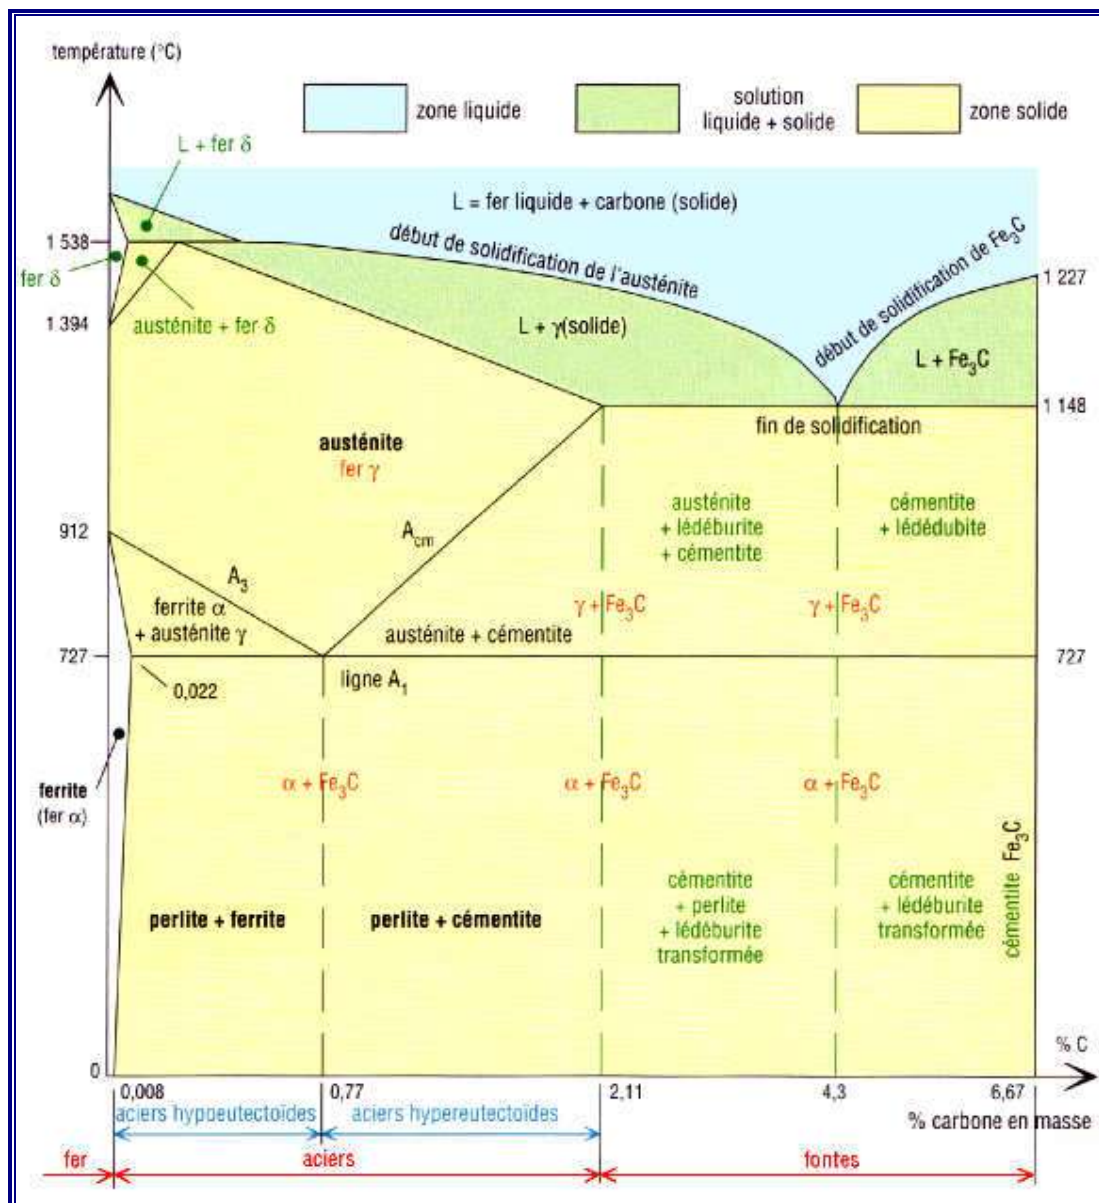 température (°C)
zone liquide
solution
liquide + solide
zone solide
L + fer δ
L = fer liquide + carbone (solide)
début de solidification de l'austénite
début de solidification de Fe₃C
1 538
fer δ
austénite + fer δ
1 394
1 227
L + γ(solide)
L + Fe₃C
1 148
fin de solidification
austénite
fer γ
austénite
+ lédéburite
+ cémentite
cémentite
+ lédédubite
912
A₃
Acm
ferrite α
+ austénite γ
γ + Fe₃C
γ + Fe₃C
austénite + cémentite
727
727
0,022
ligne A₁
ferrite
(fer α)
α + Fe₃C
α + Fe₃C
α + Fe₃C
perlite + ferrite
perlite + cémentite
cémentite
+ perlite
+ lédéburite
transformée
cémentite
+ lédéburite
transformée
cémentite Fe₃C
0
% C
0,008
0,77
2,11
4,3
6,67
aciers hypoeutectoïdes
aciers hypereutectoïdes
% carbone en masse
fer
aciers
fontes